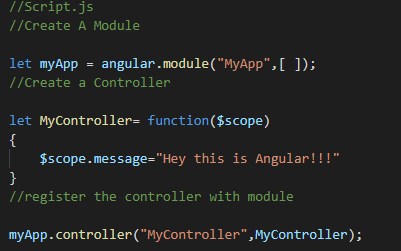 //Script.js
//Create A Module
let myApp = angular.module("MyApp",[ ]);
//Create a Controller
let MyController= function($scope)
{
$scope.message="Hey this is Angular!!!"
}
//register the controller with module
myApp.controller("MyController",MyController);